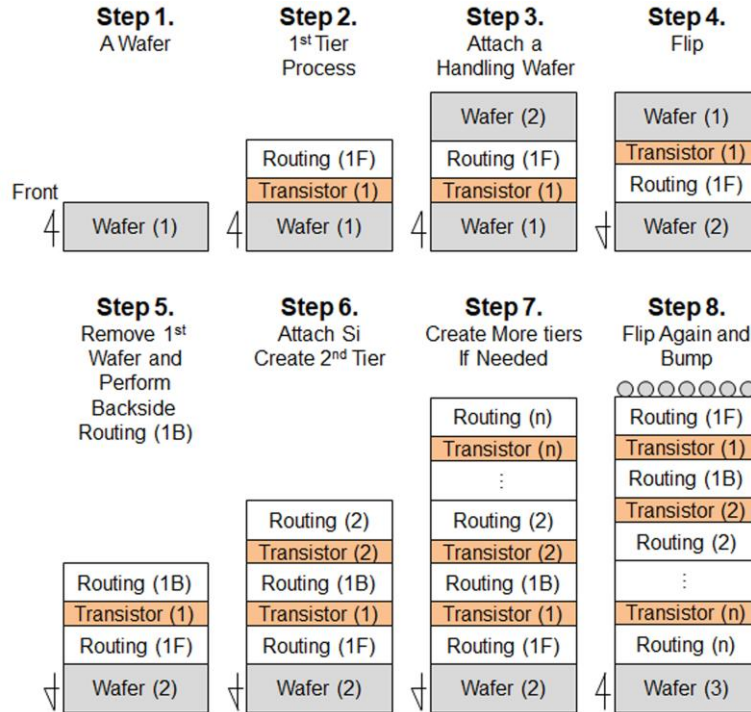 Step 1.
A Wafer
Front
Wafer (1)
Step 2.
1st Tier
Process
Routing (1F)
Transistor (1)
Wafer (1)
Step 3.
Attach a
Handling Wafer
Wafer (2)
Routing (1F)
Transistor (1)
Wafer (1)
Step 4.
Flip
Wafer (1)
Transistor (1)
Routing (1F)
Wafer (2)
Step 5.
Remove 1st
Wafer and
Perform
Backside
Routing (1B)
Routing (1B)
Transistor (1)
Routing (1F)
Wafer (2)
Step 6.
Attach Si
Create 2nd Tier
Routing (2)
Transistor (2)
Routing (1B)
Transistor (1)
Routing (1F)
Wafer (2)
Step 7.
Create More tiers
If Needed
Routing (n)
Transistor (n)
⋮
Routing (2)
Transistor (2)
Routing (1B)
Transistor (1)
Routing (1F)
Wafer (2)
Step 8.
Flip Again and
Bump
Routing (1F)
Transistor (1)
Routing (1B)
Transistor (2)
Routing (2)
⋮
Transistor (n)
Routing (n)
Wafer (3)